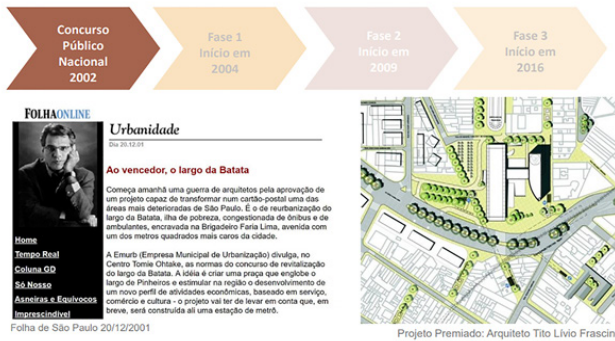 Concurso
Público
Nacional
2002
Fase 1
Início em
2004
Fase 2
Início em
2009
Fase 3
Início em
2016
FOLHAONLINE
Urbanidade
Dia 20.12.01
Ao vencedor, o largo da Batata
Começa amanhã uma guerra de arquitetos pela aprovação de
um projeto capaz de transformar num cartão-postal uma das
áreas mais deterioradas de São Paulo. É o de reurbanização do
largo da Batata, ilha de pobreza, congestionada de ônibus e de
ambulantes, encravada na Brigadeiro Faria Lima, avenida com
um dos metros quadrados mais caros da cidade.
A Emurb (Empresa Municipal de Urbanização) divulga, no
Centro Tomie Ohtake, as normas do concurso de revitalização
do largo da Batata. A idéia é criar uma praça que englobe o
largo de Pinheiros e estimular na região o desenvolvimento de
um novo perfil de atividades econômicas, baseado em serviço,
comércio e cultura - o projeto vai ter de levar em conta que, em
breve, será construída ali uma estação de metrô.
Home
Tempo Real
Coluna GD
Só Nosso
Asneiras e Equívocos
Imprescindível
Folha de São Paulo 20/12/2001
Projeto Premiado: Arquiteto Tito Lívio Frascin